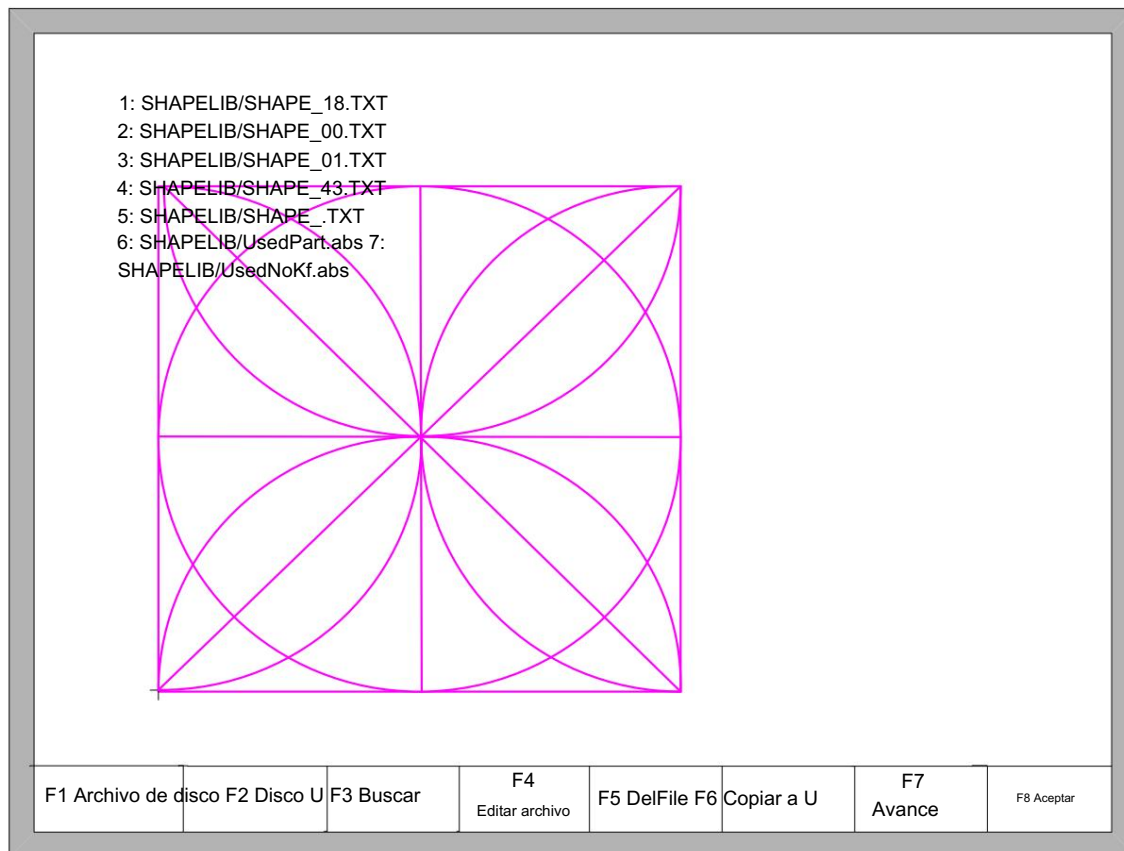 1: SHAPELIB/SHAPE_18.TXT
2: SHAPELIB/SHAPE_00.TXT
3: SHAPELIB/SHAPE_01.TXT
4: SHAPELIB/SHAPE_43.TXT
5: SHAPELIB/SHAPE_.TXT
6: SHAPELIB/UsedPart.abs 7:
SHAPELIB/UsedNoKf.abs
F1 Archivo de disco F2 Disco U F3 Buscar
F4
Editar archivo
F5 DelFile F6 Copiar a U
F7
Avance
F8 Aceptar